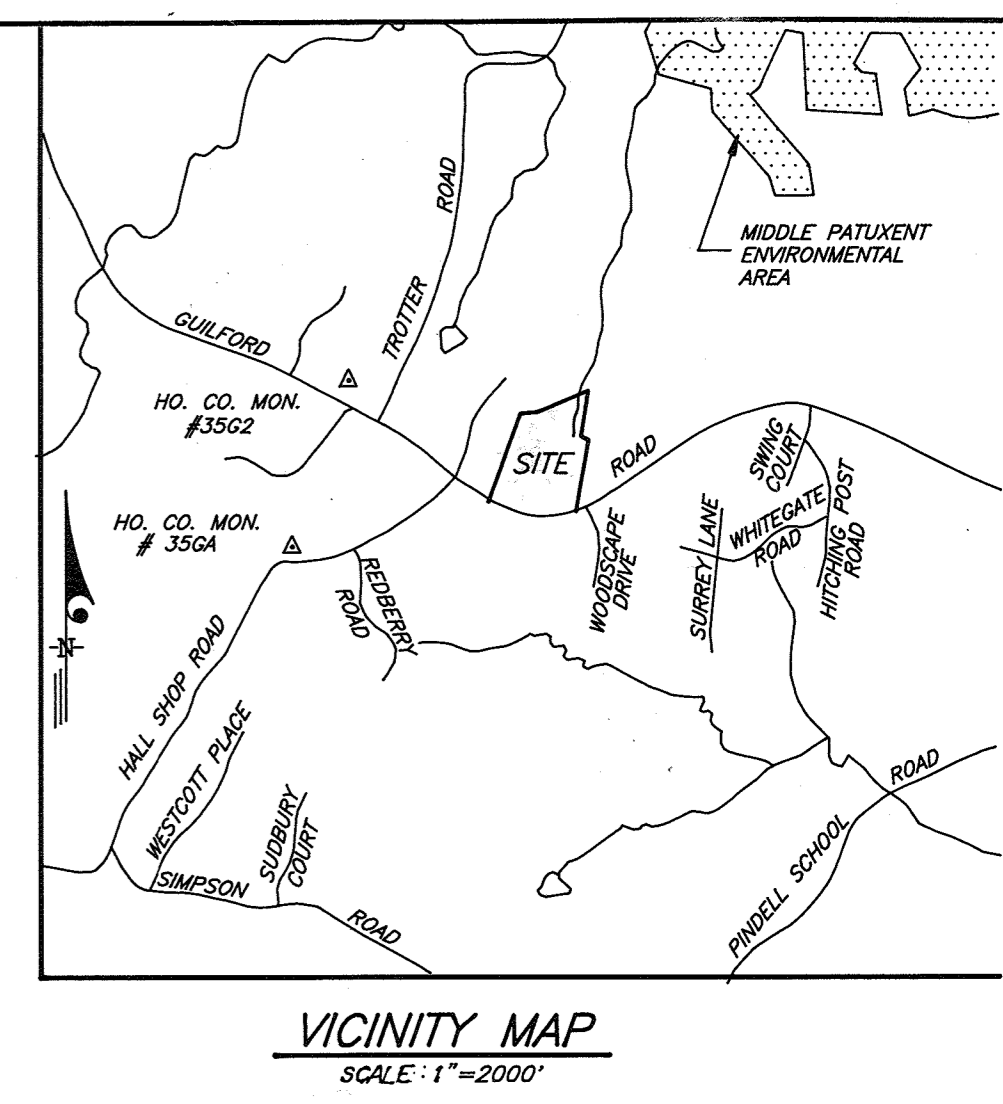 ROAD
TROTTER
MIDDLE PATUXENT
ENVIRONMENTAL
AREA
GUILFORD
HO. CO. MON.
#35G2
SITE
ROAD
SWING
COURT
HO. CO. MON.
# 35GA
WHITEGATE
ROAD
HITCHING POST
ROAD
SURREY LANE
WOODSCAPE
DRIVE
REDBERRY
ROAD
-N-
HALL SHOP ROAD
WESTCOTT PLACE
SUDBURY
COURT
SIMPSON
ROAD
ROAD
PINDELL SCHOOL
VICINITY MAP
SCALE: 1"=2000'